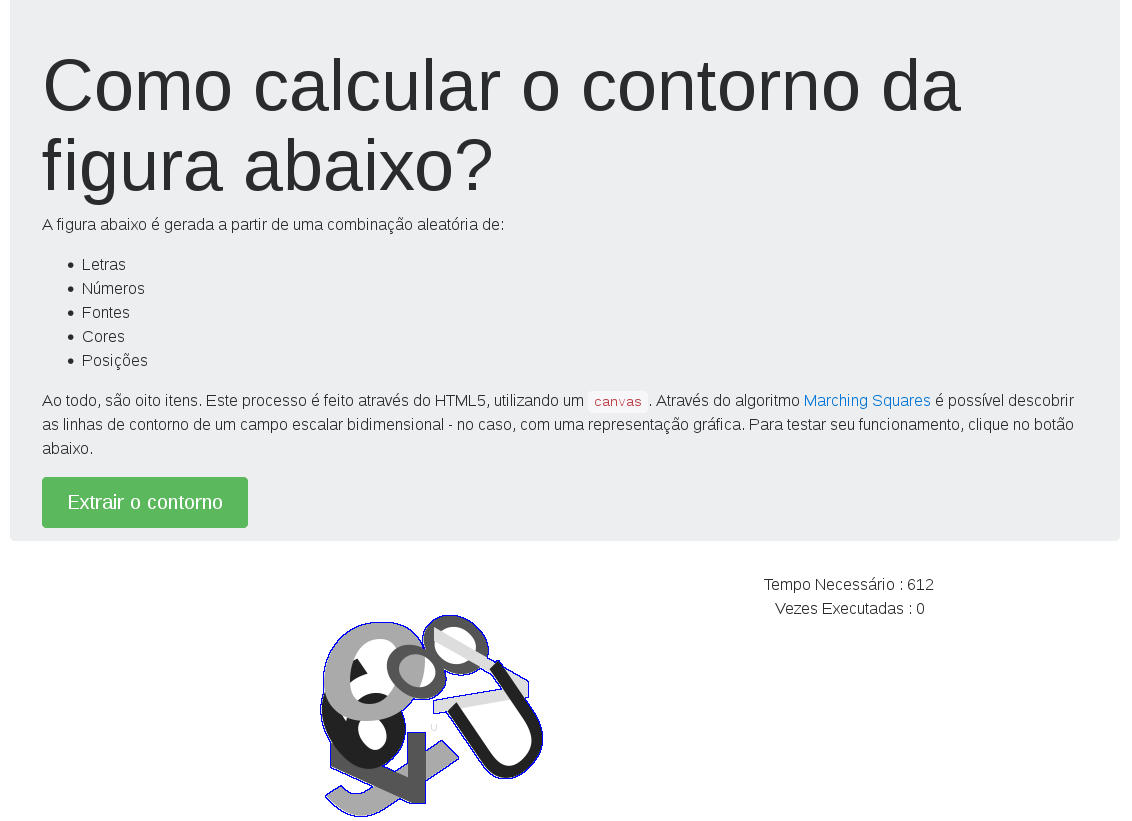 Como calcular o contorno da
figura abaixo?
A figura abaixo é gerada a partir de uma combinação aleatória de:
Letras
Números
Fontes
Cores
Posições
Ao todo, são oito itens. Este processo é feito através do HTML5, utilizando um canvas. Através do algoritmo Marching Squares é possível descobrir
as linhas de contorno de um campo escalar bidimensional - no caso, com uma representação gráfica. Para testar seu funcionamento, clique no botão
abaixo.
Extrair o contorno
Tempo Necessário : 612
Vezes Executadas : 0